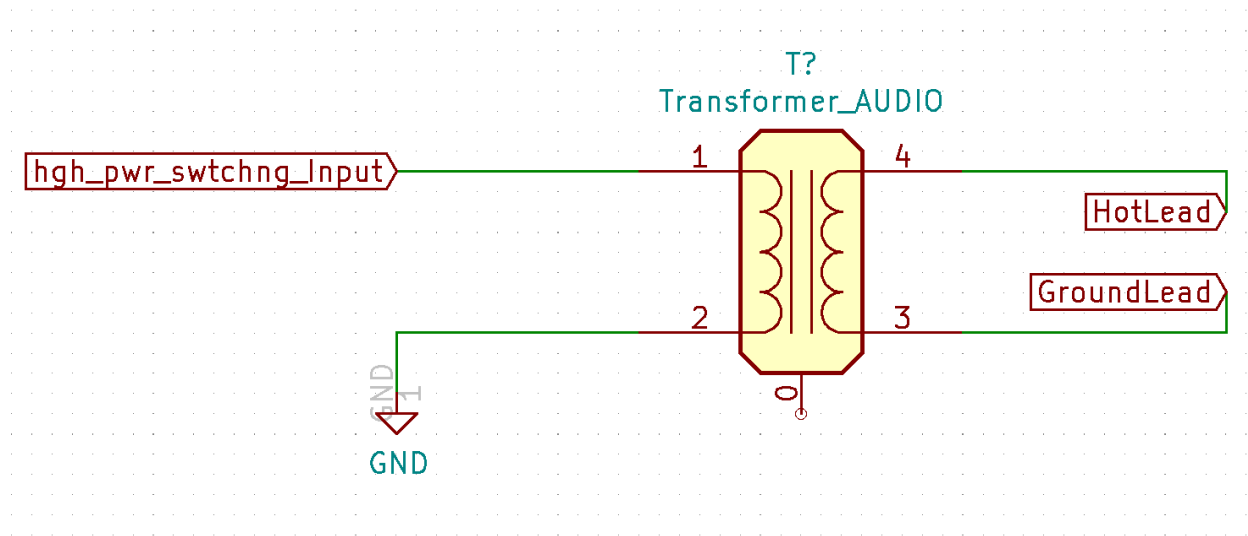 T?
Transformer_AUDIO
hgh_pwr_swtchng_Input
1
4
HotLead
GroundLead
2
3
0
GND
1
GND